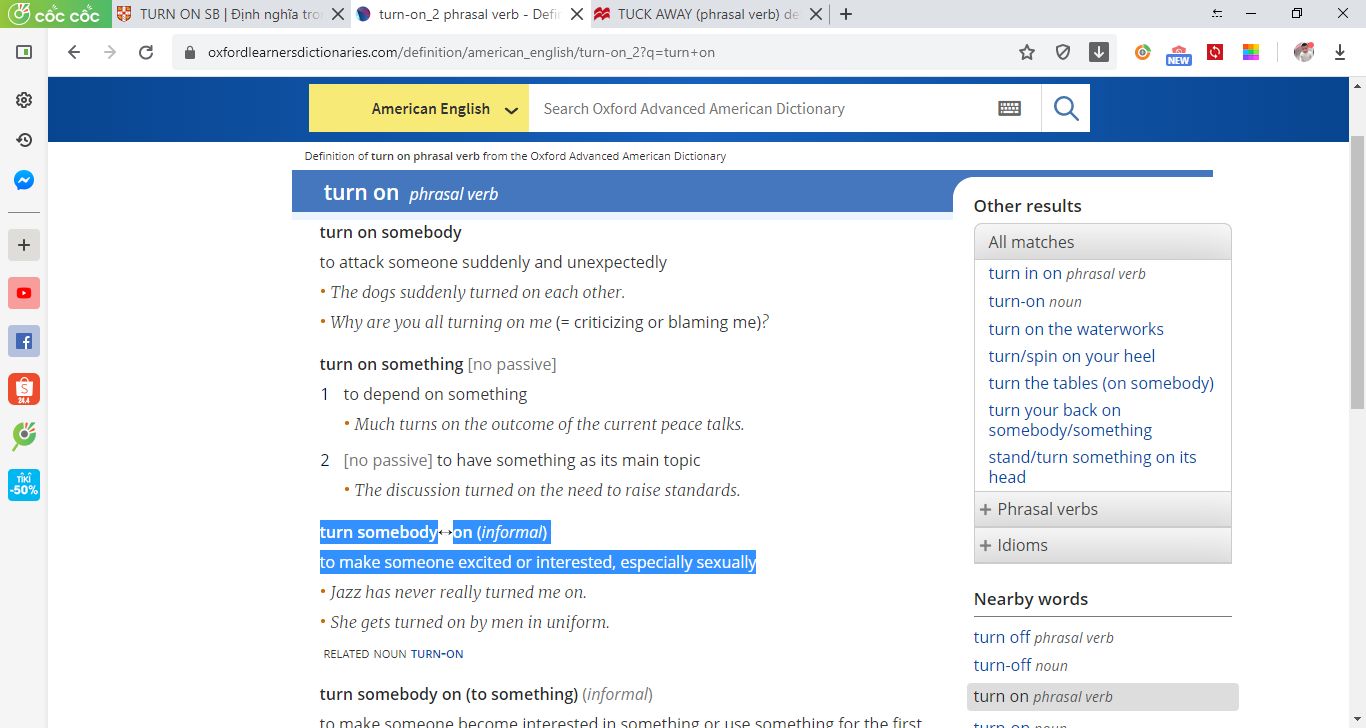 cốc cốc
TURN ON SB | Định nghĩa tro
turn-on_2 phrasal verb - Defi
TUCK AWAY (phrasal verb) de
oxfordlearnersdictionaries.com/definition/american_english/turn-on_2?q=turn+on
NEW
American English
Search Oxford Advanced American Dictionary
Definition of turn on phrasal verb from the Oxford Advanced American Dictionary
turn on phrasal verb
turn on somebody
to attack someone suddenly and unexpectedly
• The dogs suddenly turned on each other.
• Why are you all turning on me (= criticizing or blaming me)?
turn on something [no passive]
1 to depend on something
• Much turns on the outcome of the current peace talks.
2 [no passive] to have something as its main topic
• The discussion turned on the need to raise standards.
turn somebody↔on (informal)
to make someone excited or interested, especially sexually
• Jazz has never really turned me on.
• She gets turned on by men in uniform.
RELATED NOUN TURN-ON
turn somebody on (to something) (informal)
to make someone become interested in something or use something for the first
Other results
All matches
turn in on phrasal verb
turn-on noun
turn on the waterworks
turn/spin on your heel
turn the tables (on somebody)
turn your back on
somebody/something
stand/turn something on its
head
+ Phrasal verbs
+ Idioms
Nearby words
turn off phrasal verb
turn-off noun
turn on phrasal verb
turn-on noun
24.4
TIKI
-50%